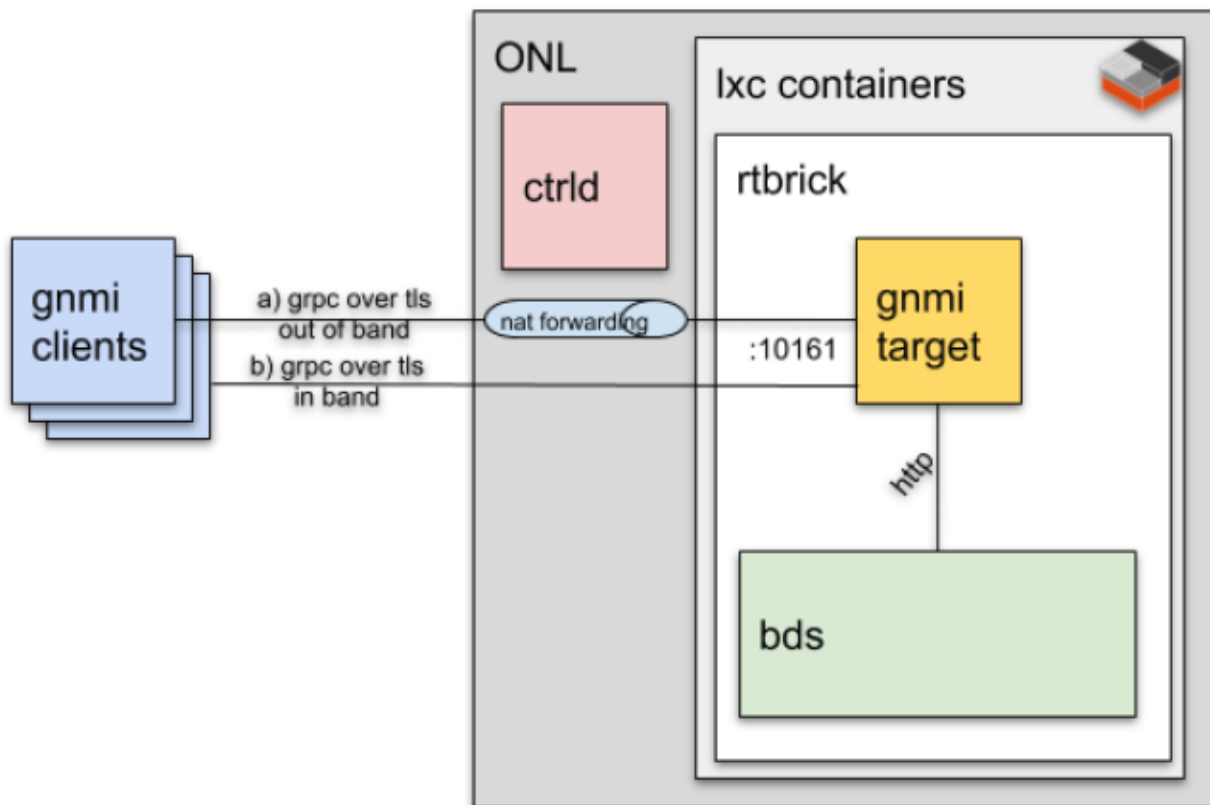 ONL
lxc containers
ctrld
rtbrick
gnmi
clients
a) grpc over tls
out of band
nat forwarding
b) grpc over tls
in band
:10161
gnmi
target
http
bds